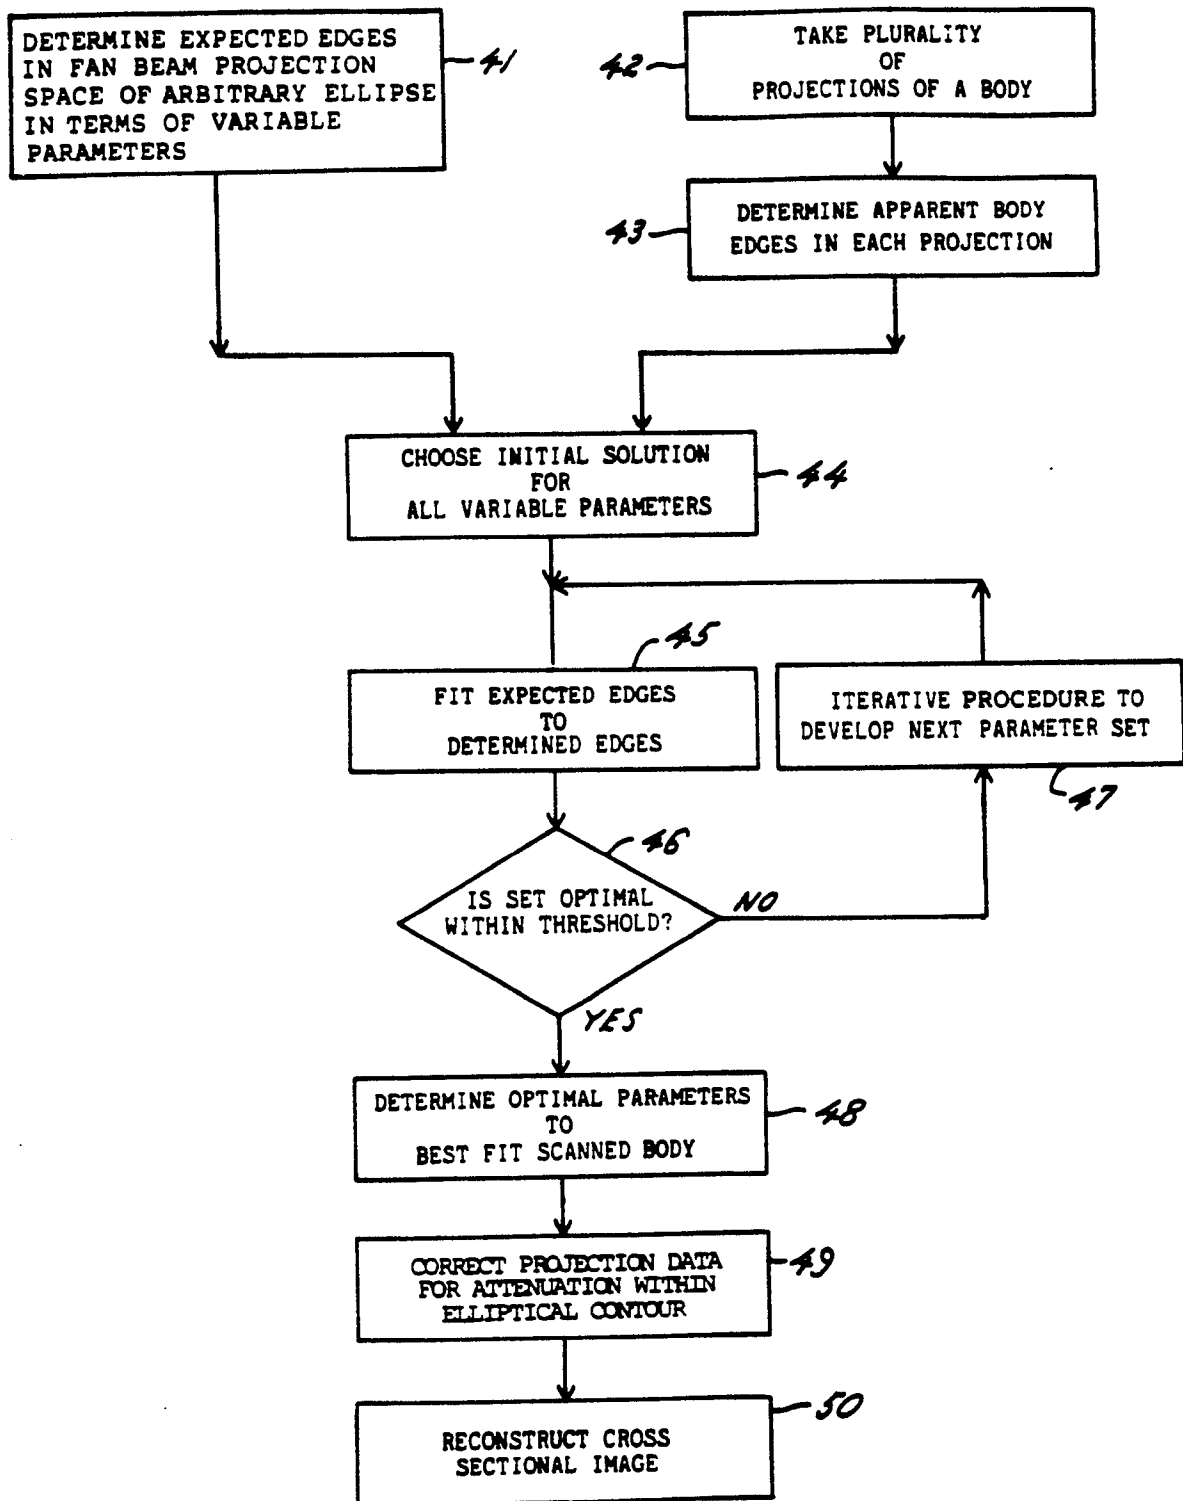 DETERMINE EXPECTED EDGES
IN FAN BEAM PROJECTION
SPACE OF ARBITRARY ELLIPSE
IN TERMS OF VARIABLE
PARAMETERS
41
42
TAKE PLURALITY
OF
PROJECTIONS OF A BODY
43
DETERMINE APPARENT BODY
EDGES IN EACH PROJECTION
CHOOSE INITIAL SOLUTION
FOR
ALL VARIABLE PARAMETERS
44
45
FIT EXPECTED EDGES
TO
DETERMINED EDGES
ITERATIVE PROCEDURE TO
DEVELOP NEXT PARAMETER SET
47
46
IS SET OPTIMAL
WITHIN THRESHOLD?
NO
YES
DETERMINE OPTIMAL PARAMETERS
TO
BEST FIT SCANNED BODY
48
CORRECT PROJECTION DATA
FOR ATTENUATION WITHIN
ELLIPTICAL CONTOUR
49
RECONSTRUCT CROSS
SECTIONAL IMAGE
50